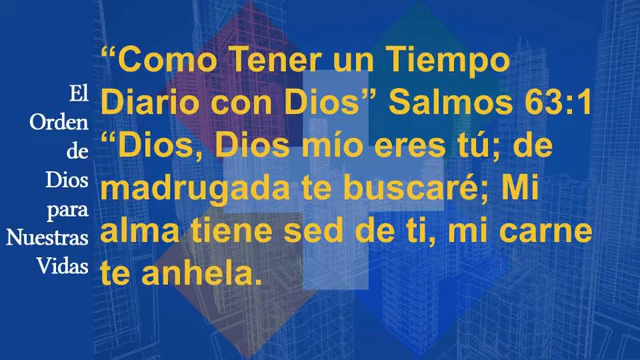 El
Orden
de
Dios
para
Nuestras
Vidas
“Como Tener un Tiempo
Diario con Dios” Salmos 63:1
“Dios, Dios mío eres tú; de
madrugada te buscaré; Mi
alma tiene sed de ti, mi carne
te anhela.